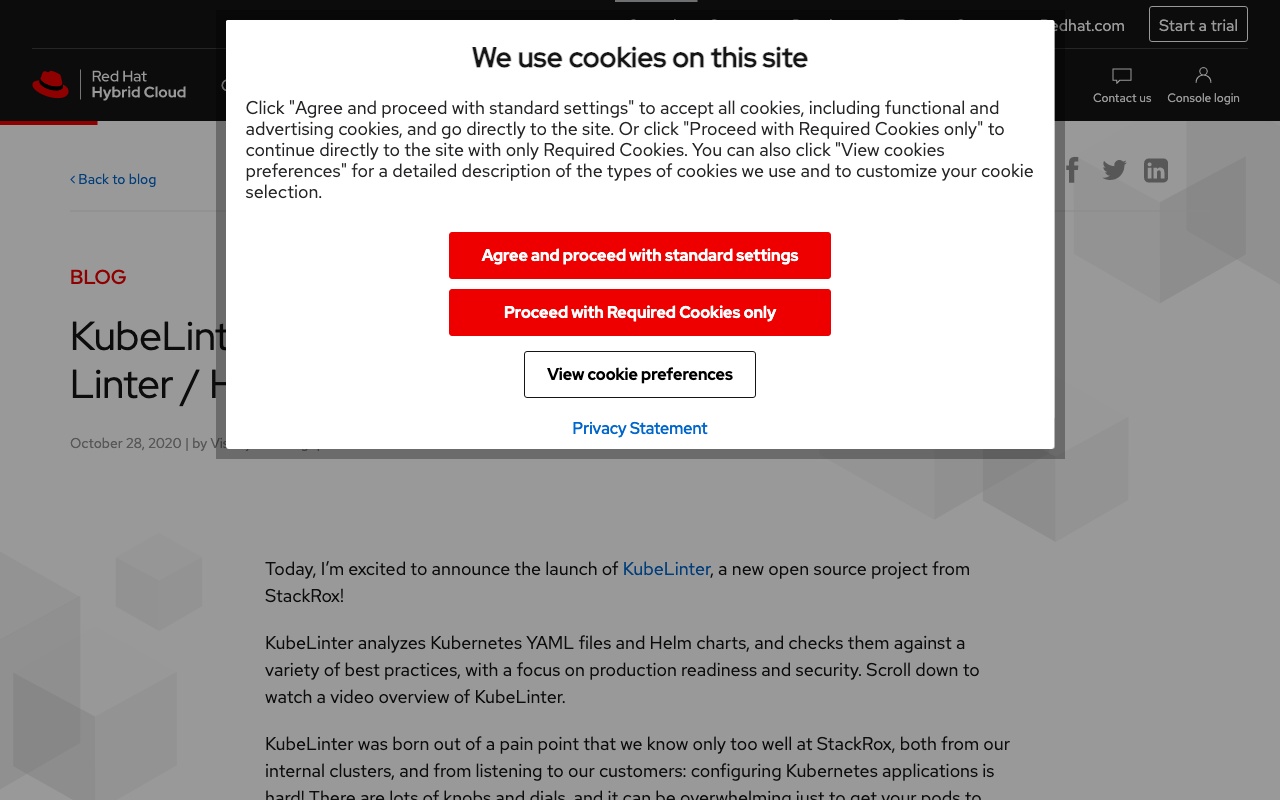 edhat.com
Start a trial
Red Hat
Hybrid Cloud
Contact us
Console login
We use cookies on this site
Click "Agree and proceed with standard settings" to accept all cookies, including functional and
advertising cookies, and go directly to the site. Or click "Proceed with Required Cookies only" to
continue directly to the site with only Required Cookies. You can also click "View cookies
preferences" for a detailed description of the types of cookies we use and to customize your cookie
selection.
Agree and proceed with standard settings
Proceed with Required Cookies only
View cookie preferences
Privacy Statement
Back to blog
BLOG
KubeLint
Linter /
October 28, 2020 | by
Today, I’m excited to announce the launch of KubeLinter, a new open source project from
StackRox!
KubeLinter analyzes Kubernetes YAML files and Helm charts, and checks them against a
variety of best practices, with a focus on production readiness and security. Scroll down to
watch a video overview of KubeLinter.
KubeLinter was born out of a pain point that we know only too well at StackRox, both from our
internal clusters, and from listening to our customers: configuring Kubernetes applications is
hard! There are lots of knobs and dials, and it can be overwhelming just to get your pods to